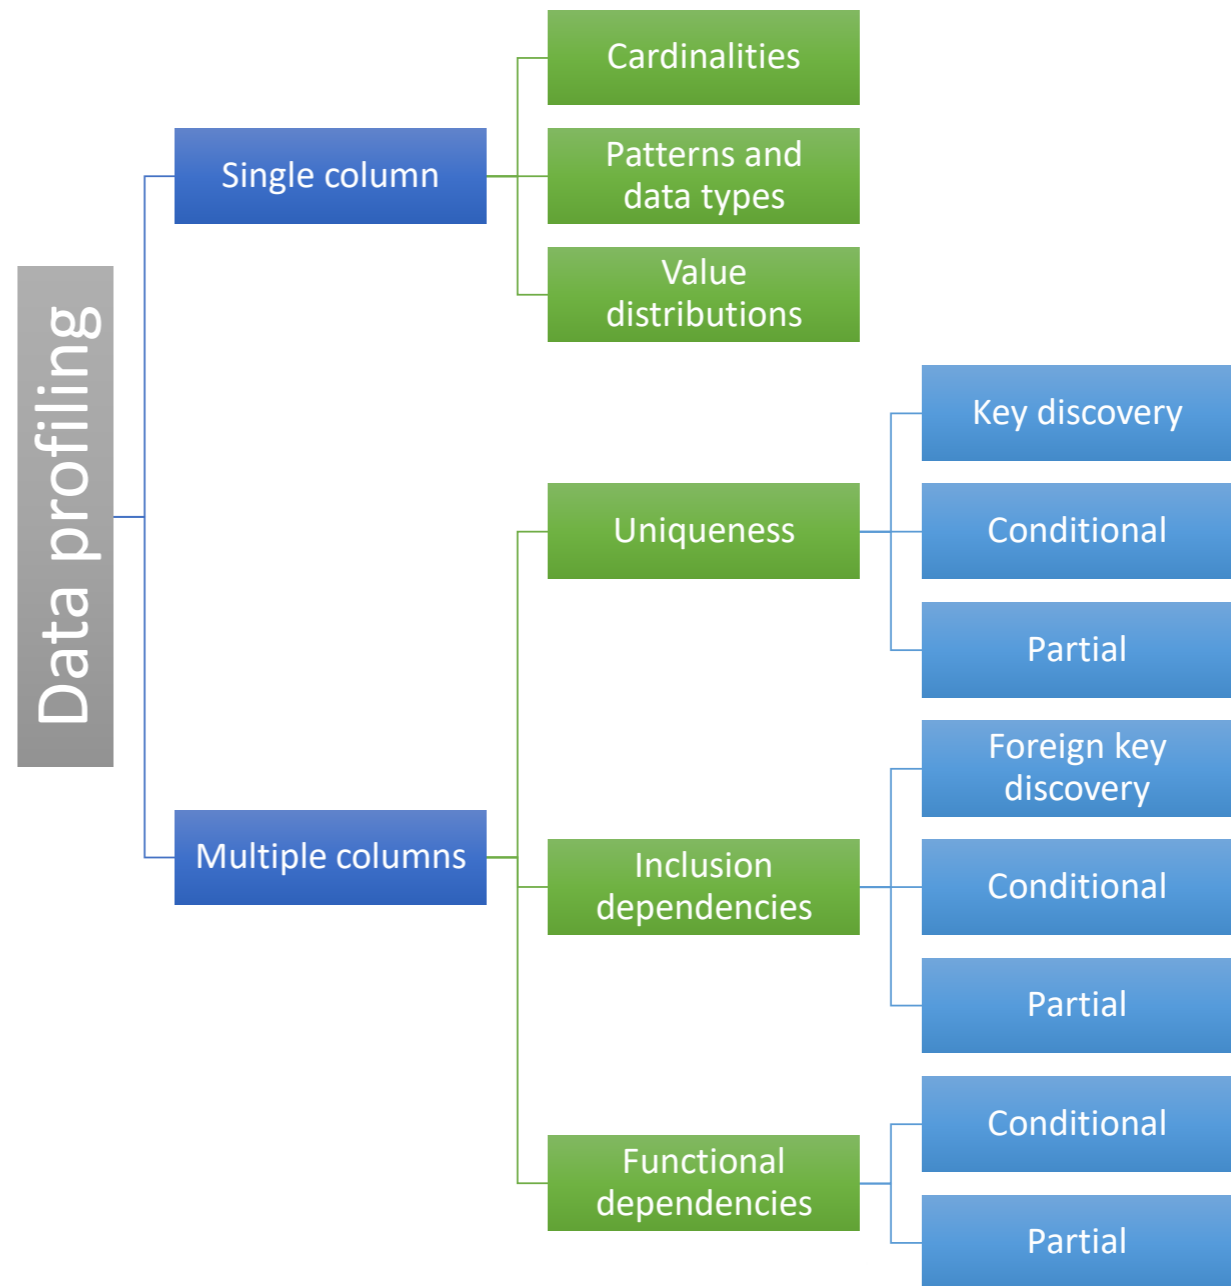 Data profiling
Single column
Cardinalities
Patterns and
data types
Value
distributions
Multiple columns
Uniqueness
Key discovery
Conditional
Partial
Inclusion
dependencies
Foreign key
discovery
Conditional
Partial
Functional
dependencies
Conditional
Partial